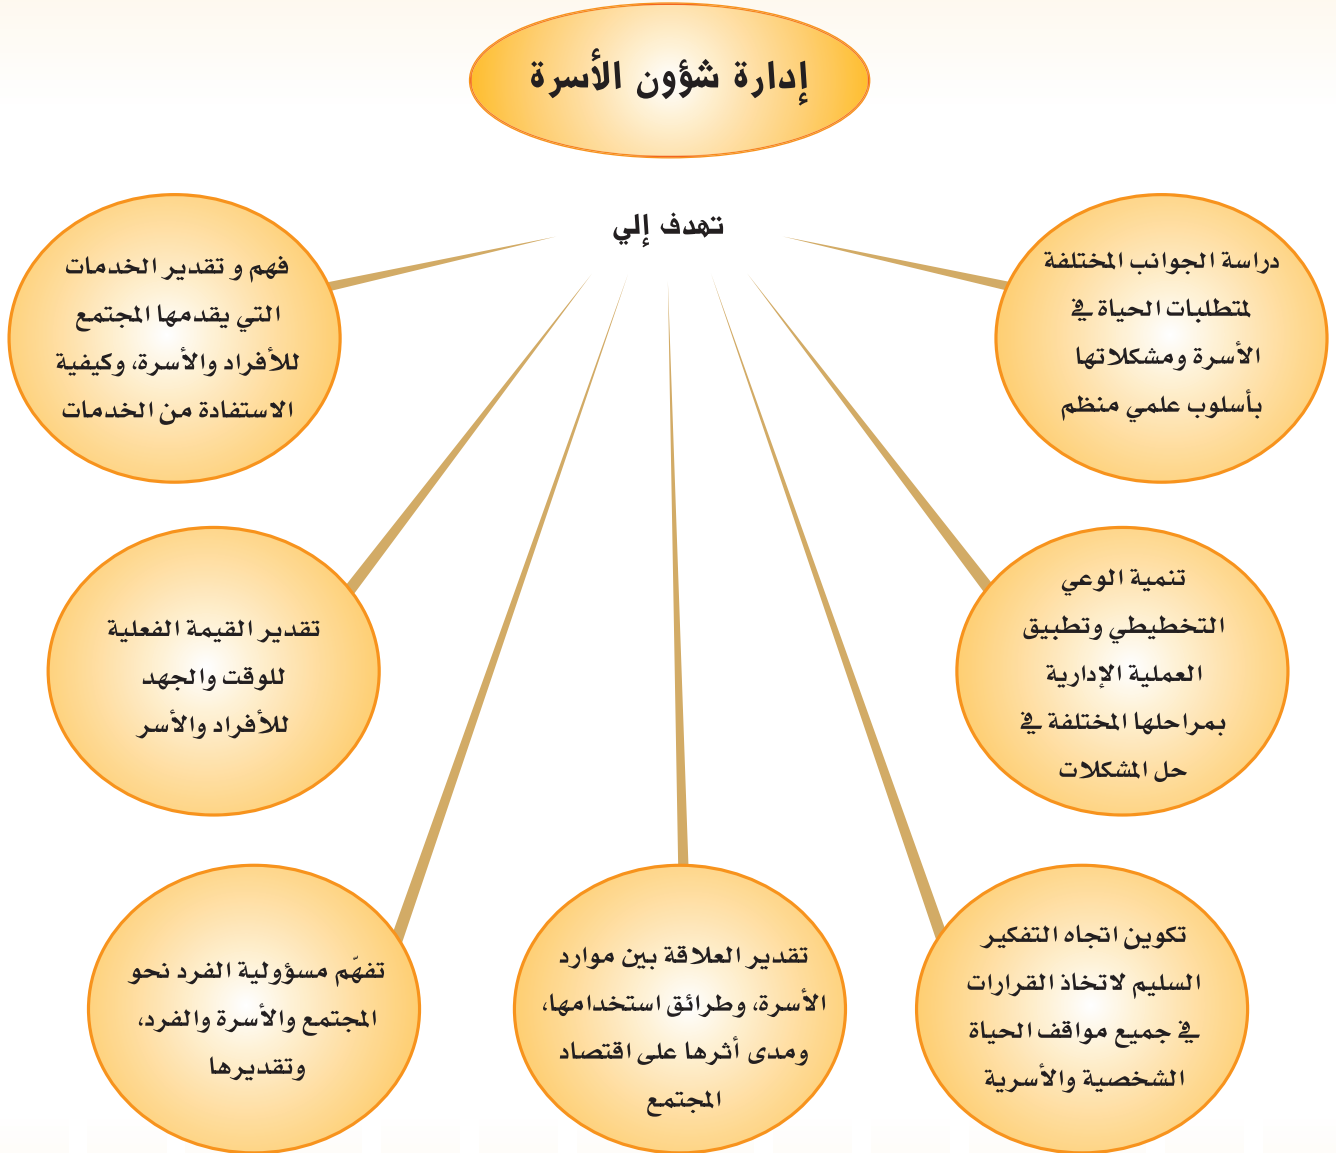 إدارة شؤون الأسرة
تهدف إلي
دراسة الجوانب المختلفة
لمتطلبات الحياة في
الأسرة ومشكلاتها
بأسلوب علمي منظم
تنمية الوعي
التخطيطي وتطبيق
العملية الإدارية
بمراحلها المختلفة في
حل المشكلات
تكوين اتجاه التفكير
السليم لاتخاذ القرارات
في جميع مواقف الحياة
الشخصية والأسرية
تقدير العلاقة بين موارد
الأسرة، وطرائق استخدامها،
ومدى أثرها على اقتصاد
المجتمع
تفهّم مسؤولية الفرد نحو
المجتمع والأسرة والفرد،
وتقديرها
تقدير القيمة الفعلية
للوقت والجهد
للأفراد والأسر
فهم و تقدير الخدمات
التي يقدمها المجتمع
للأفراد والأسرة، وكيفية
الاستفادة من الخدمات